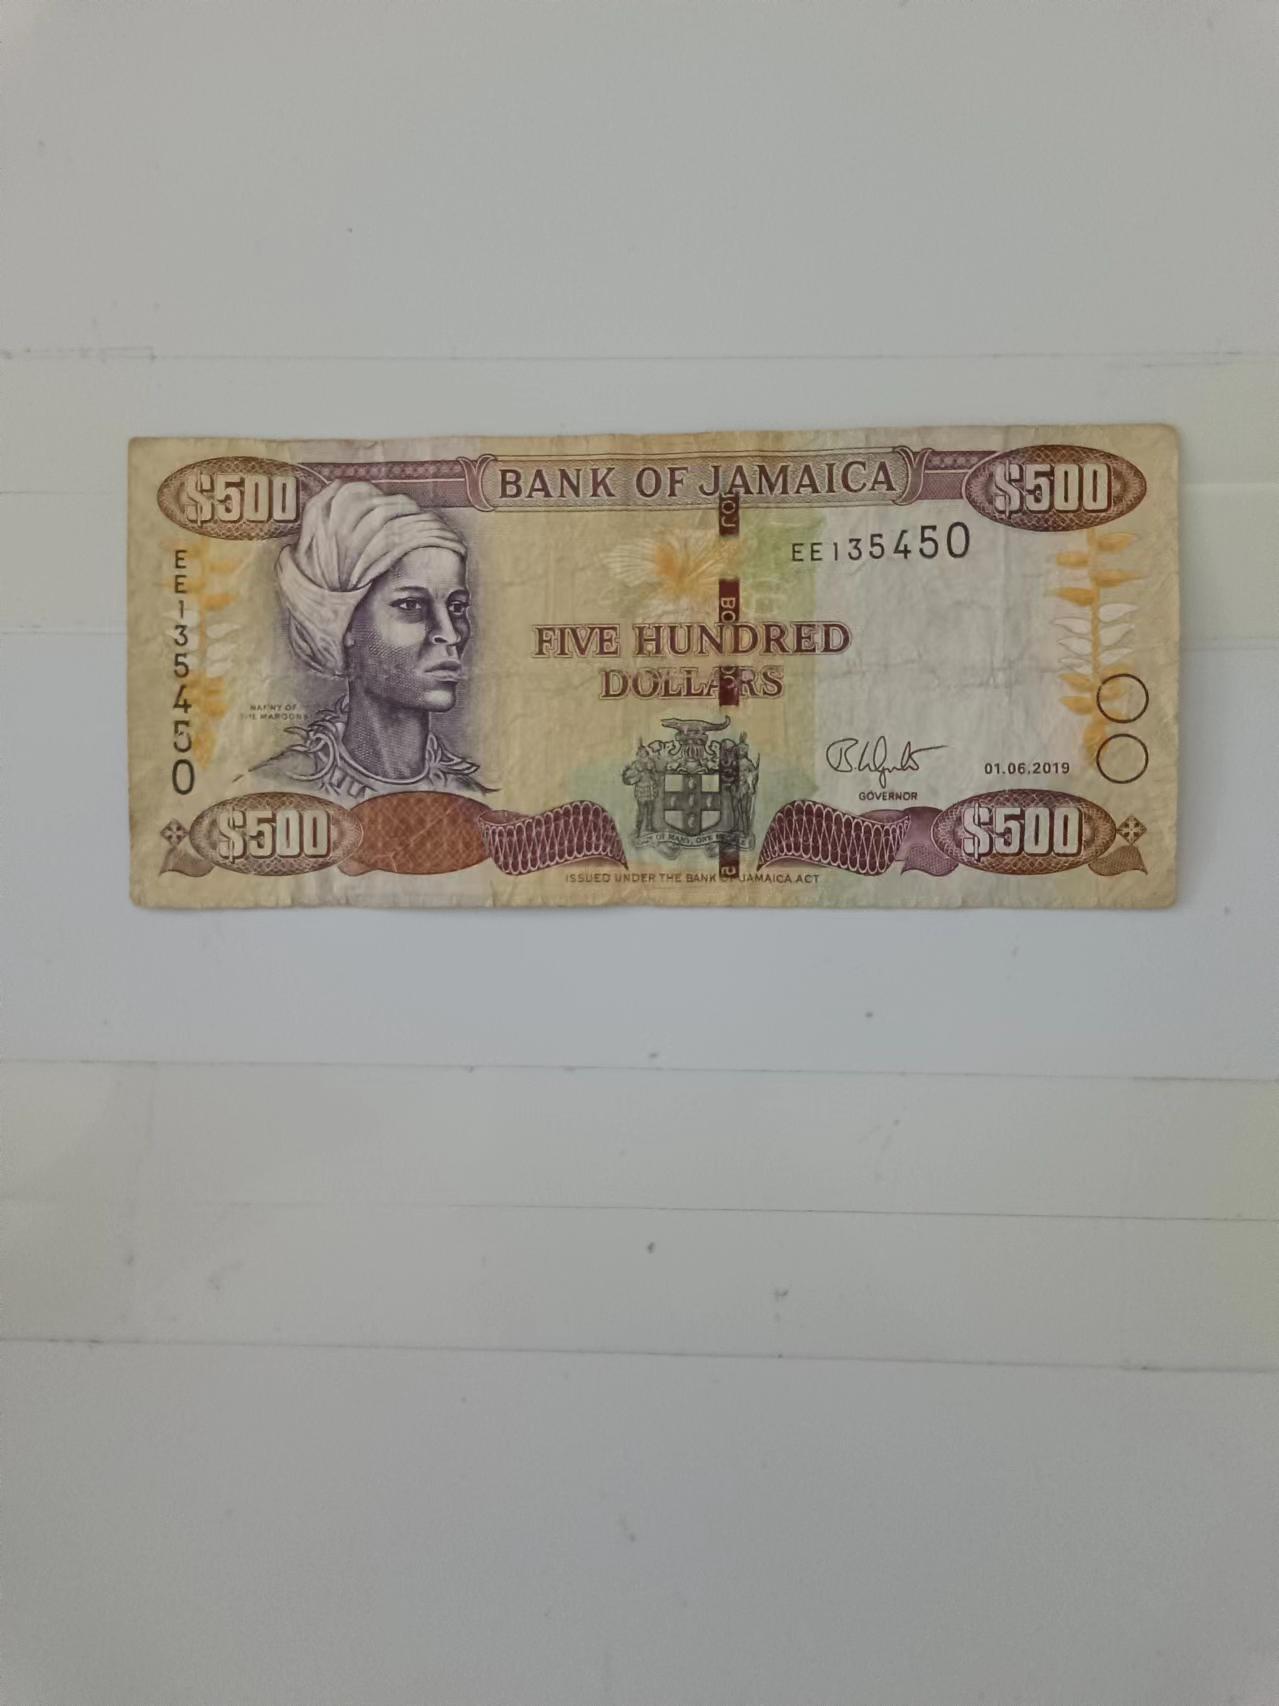 $500
BANK OF JAMAICA
$500
EE135450
EE135450
FIVE HUNDRED
DOLLARS
NANNY OF
THE MAROONS
GOVERNOR
01.06.2019
$500
$500
ISSUED UNDER THE BANK OF JAMAICA ACT